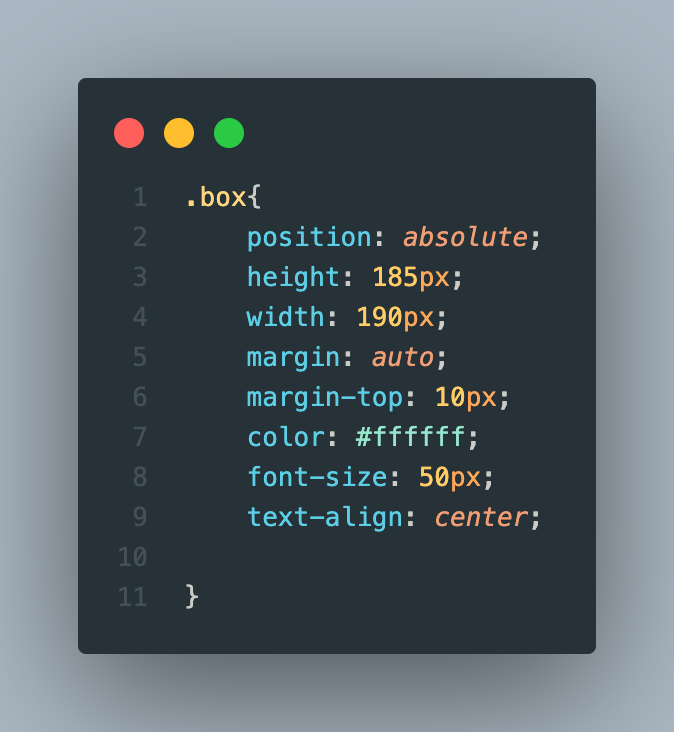 1 .box{
2 position: absolute;
3 height: 185px;
4 width: 190px;
5 margin: auto;
6 margin-top: 10px;
7 color: #ffffff;
8 font-size: 50px;
9 text-align: center;
10
11 }